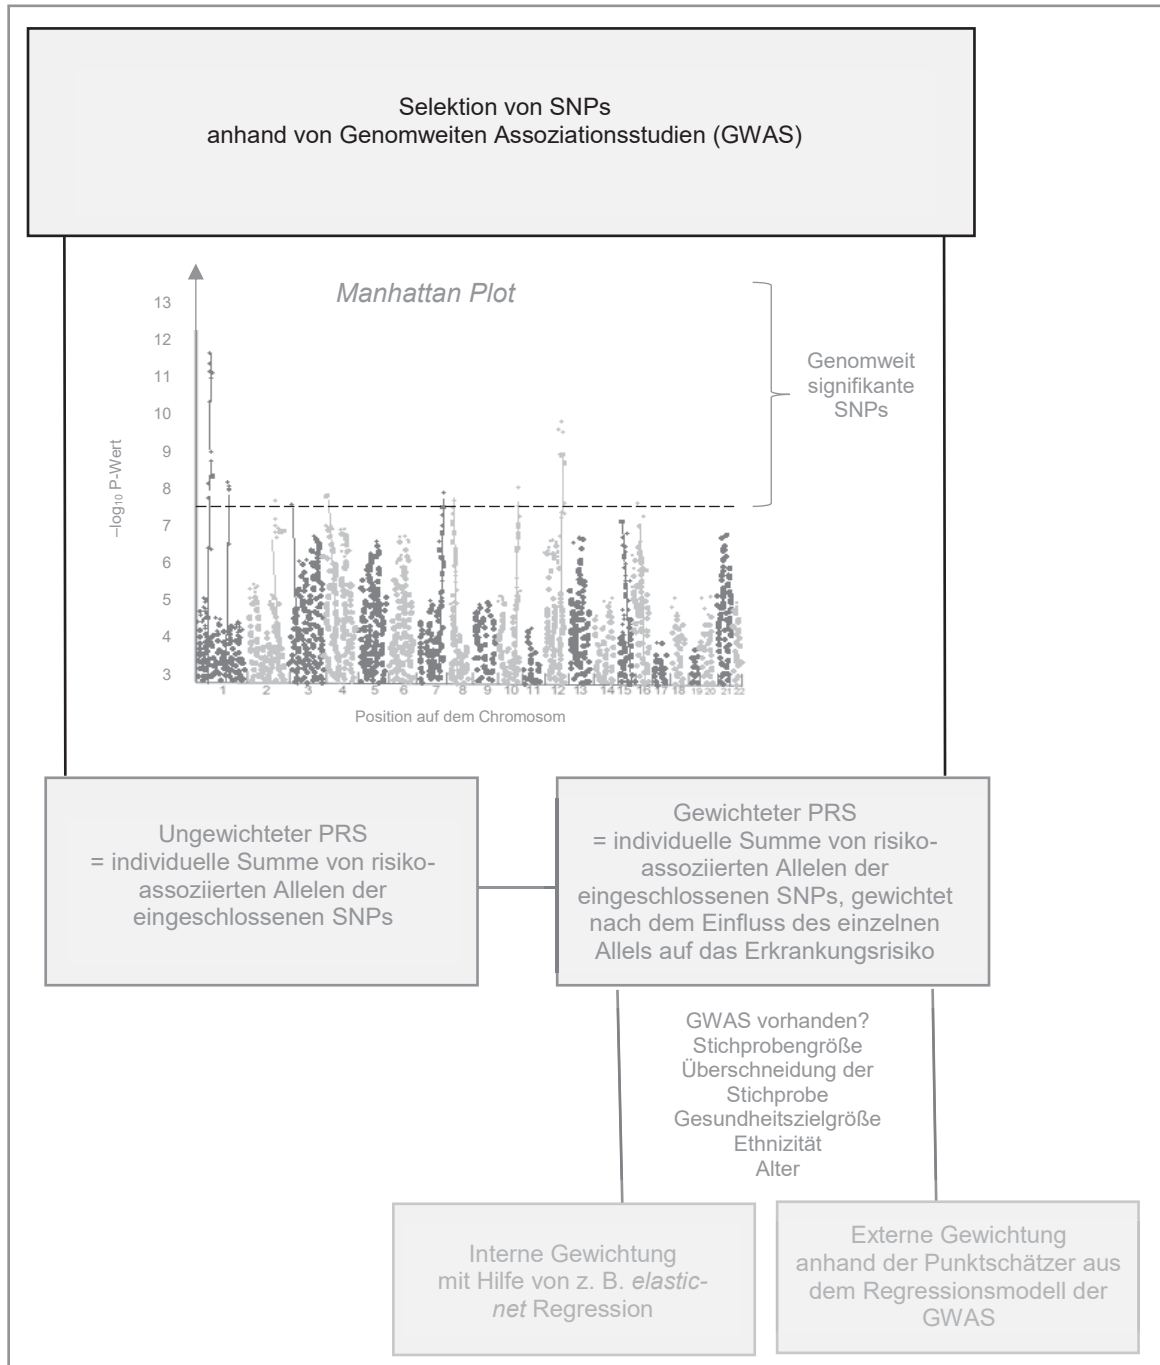 Selektion von SNPs
anhand von Genomweiten Assoziationsstudien (GWAS)
Manhattan Plot
13
12
11
10
9
8
7
6
5
4
3
–log10 P-Wert
Genomweit
signifikante
SNPs
1 2 3 4 5 6 7 8 9 10 11 12 13 14 15 16 17 18 19 20 21 22
Position auf dem Chromosom
Ungewichteter PRS
= individuelle Summe von risiko-
assoziierten Allelen der
eingeschlossenen SNPs
Gewichteter PRS
= individuelle Summe von risiko-
assoziierten Allelen der
eingeschlossenen SNPs, gewichtet
nach dem Einfluss des einzelnen
Allels auf das Erkrankungsrisiko
GWAS vorhanden?
Stichprobengröße
Überschneidung der
Stichprobe
Gesundheitszielgröße
Ethnizität
Alter
Interne Gewichtung
mit Hilfe von z. B. elastic-
net Regression
Externe Gewichtung
anhand der Punktschätzer aus
dem Regressionsmodell der
GWAS